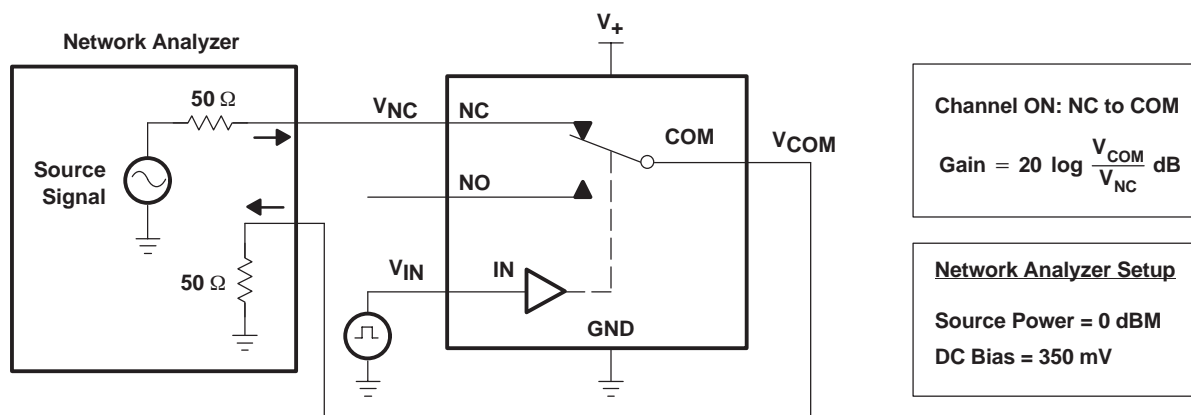 Network Analyzer
50 Ω
Source
Signal
50 Ω
V+
VNC
NC
COM
VCOM
NO
VIN
IN
GND
Channel ON: NC to COM
Gain = 20 log VCOM/VNC dB
Network Analyzer Setup
Source Power = 0 dBM
DC Bias = 350 mV